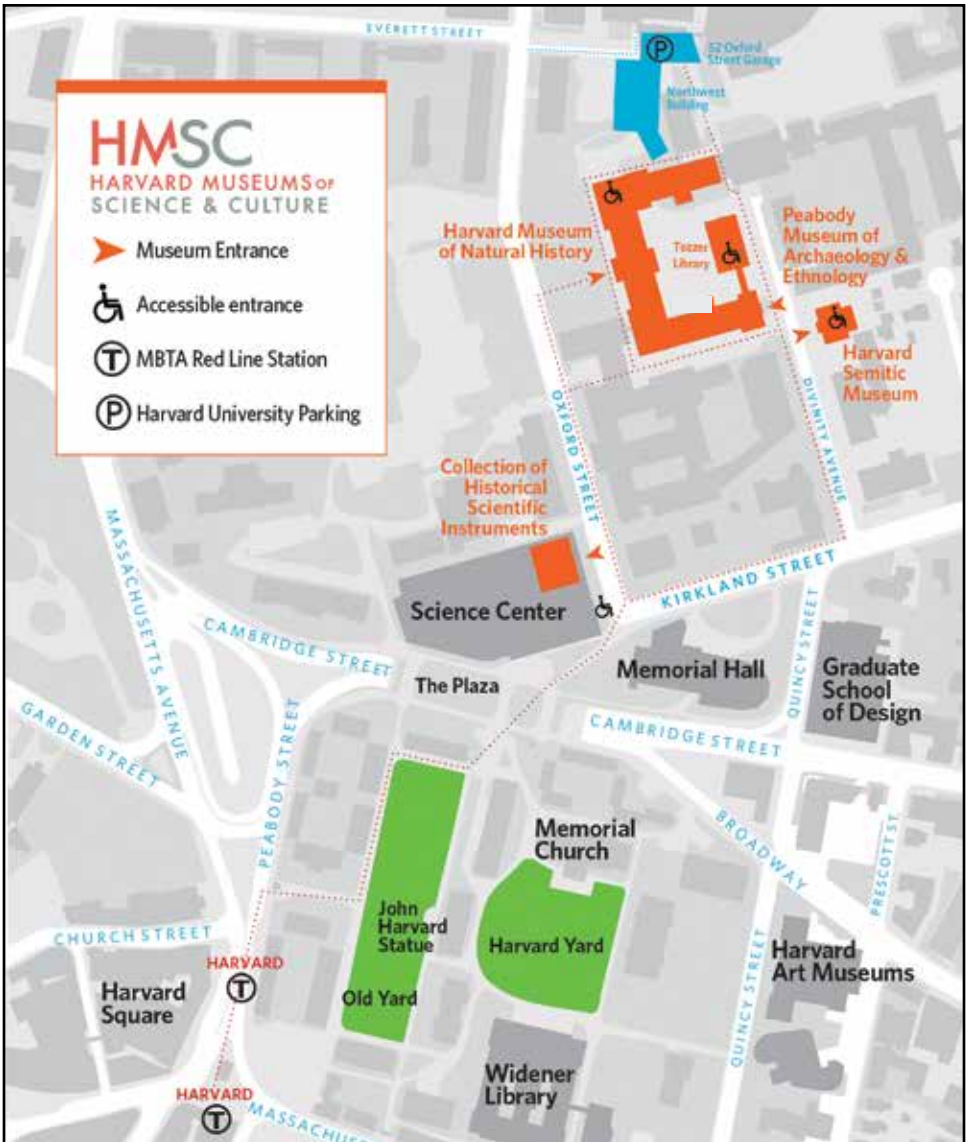 EVERETT STREET
52 Oxford
Street Garage
P
Northwest
Building
HMSC
HARVARD MUSEUMS OF
SCIENCE & CULTURE
Museum Entrance
Accessible entrance
T MBTA Red Line Station
P Harvard University Parking
Harvard Museum
of Natural History
Tozzer
Library
Peabody
Museum of
Archaeology &
Ethnology
Harvard
Semitic
Museum
OXFORD STREET
DIVINITY AVENUE
Collection of
Historical
Scientific
Instruments
Science Center
KIRKLAND STREET
MASSACHUSETTS AVENUE
CAMBRIDGE STREET
The Plaza
Memorial Hall
QUINCY STREET
Graduate
School
of Design
GARDEN STREET
PEABODY STREET
CAMBRIDGE STREET
BROADWAY
PRESCOTT ST.
Memorial
Church
John
Harvard
Statue
Harvard Yard
Old Yard
CHURCH STREET
HARVARD
T
Harvard
Square
Harvard
Art Museums
QUINCY STREET
Widener
Library
HARVARD
T
MASSACHUS